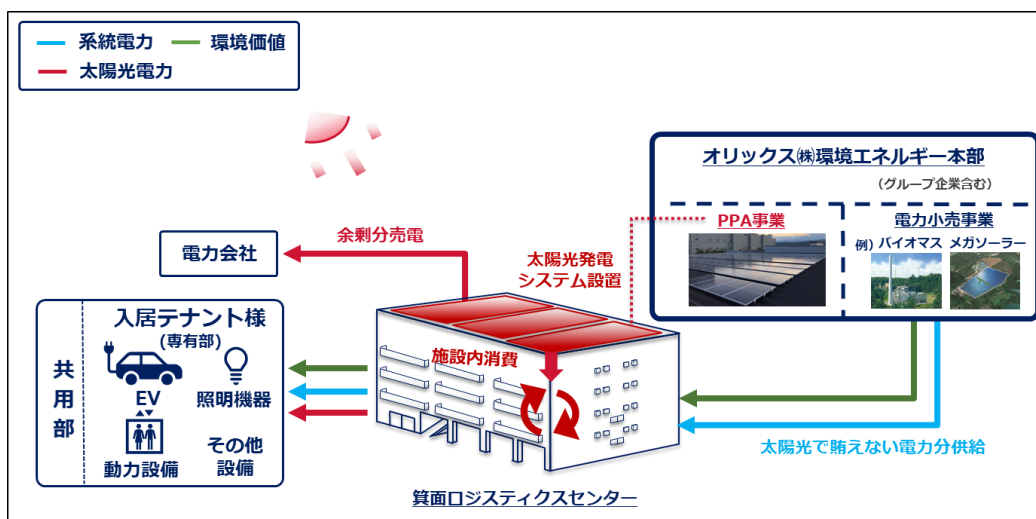 系統電力
環境価値
太陽光電力
オリックス㈱環境エネルギー本部
(グループ企業含む)
PPA事業
電力小売事業
例) バイオマス メガソーラー
余剰分売電
電力会社
太陽光発電
システム設置
入居テナント様
(専有部)
共用部
EV
照明機器
動力設備
その他
設備
施設内消費
太陽光で賄えない電力分供給
箕面ロジスティクスセンター